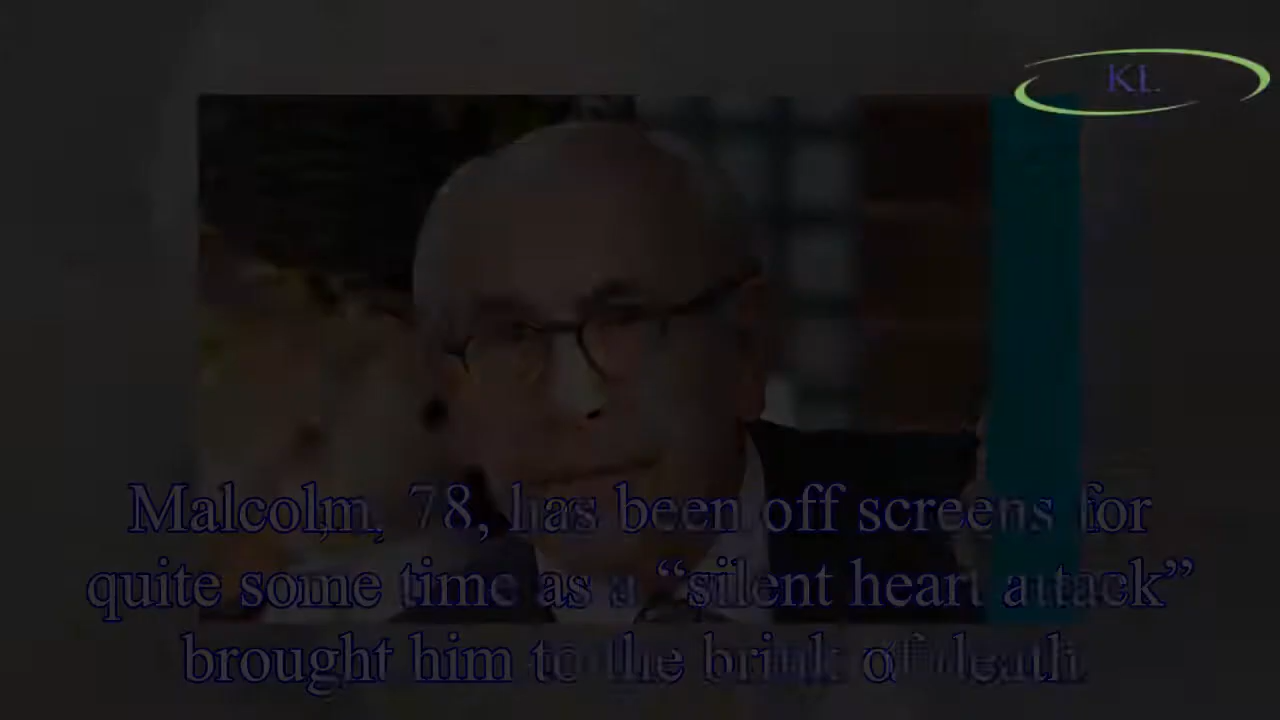 KL
Malcolm, 78, has been off screens for
quite some time as a “silent heart attack”
brought him to the brink of death